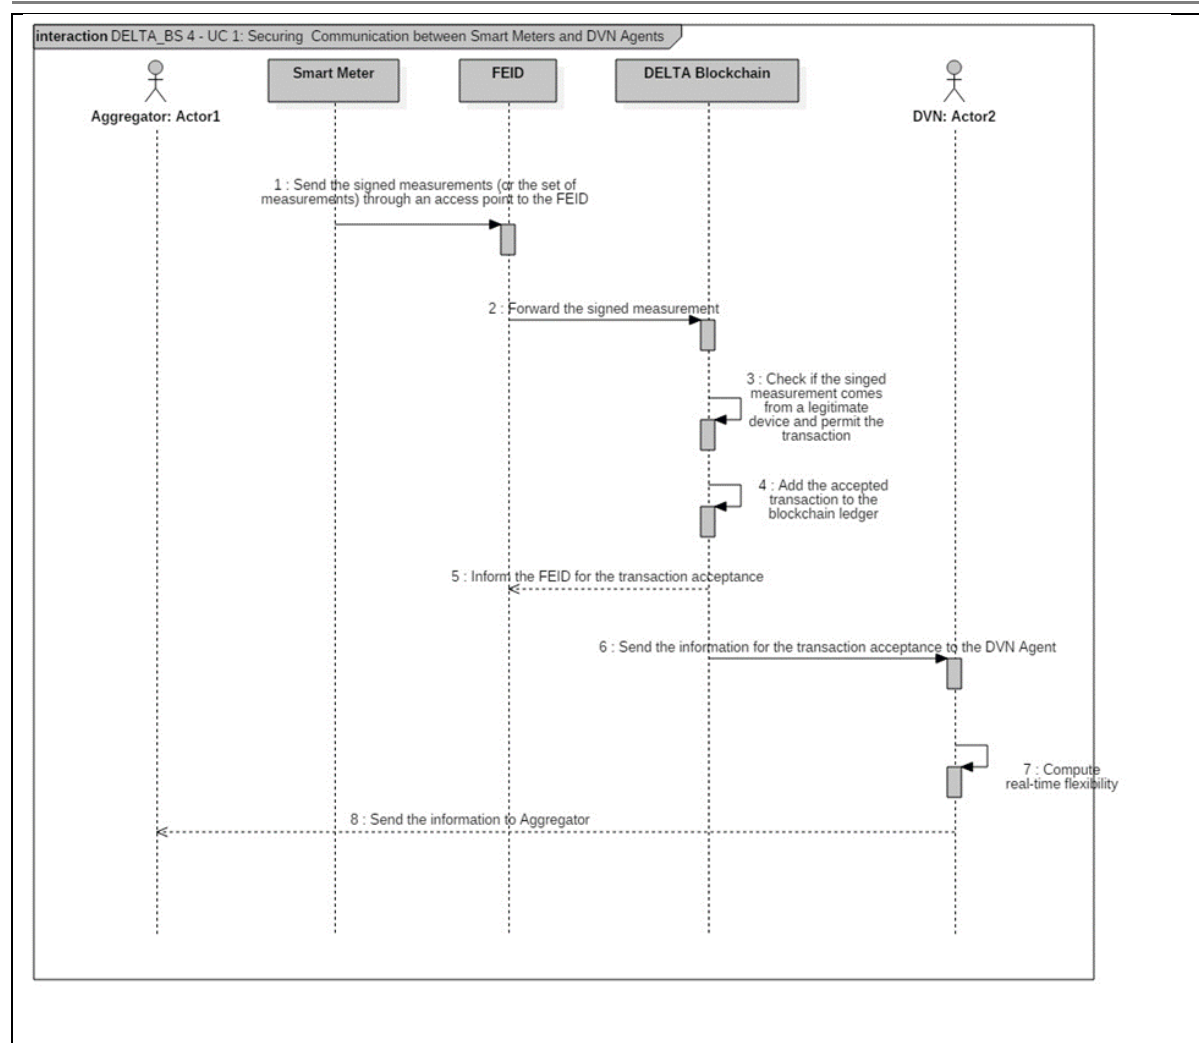 interaction DELTA_BS 4 - UC 1: Securing  Communication between Smart Meters and DVN Agents
Smart Meter
FEID
DELTA Blockchain
Aggregator: Actor1
DVN: Actor2
1 : Send the signed measurements (or the set of
measurements) through an access point to the FEID
2 : Forward the signed measurement
3 : Check if the singed
measurement comes
from a legitimate
device and permit the
transaction
4 : Add the accepted
transaction to the
blockchain ledger
5 : Inform the FEID for the transaction acceptance
6 : Send the information for the transaction acceptance to the DVN Agent
7 : Compute
real-time flexibility
8 : Send the information to Aggregator